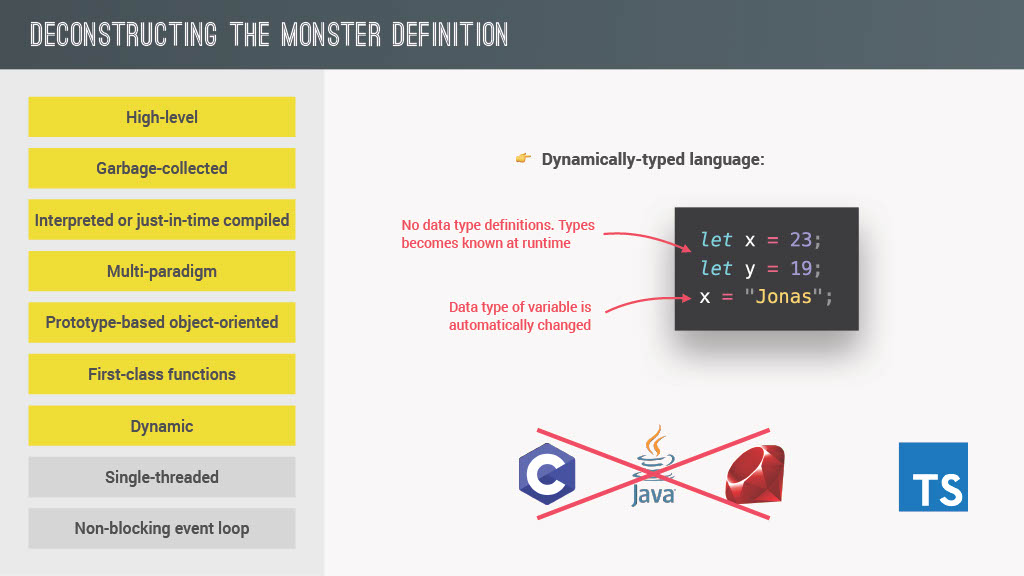 DECONSTRUCTING THE MONSTER DEFINITION
High-level
Garbage-collected
Interpreted or just-in-time compiled
Multi-paradigm
Prototype-based object-oriented
First-class functions
Dynamic
Single-threaded
Non-blocking event loop
👉 Dynamically-typed language:
No data type definitions. Types
becomes known at runtime
Data type of variable is
automatically changed
let x = 23;
let y = 19;
x = "Jonas";
C
Java
TS